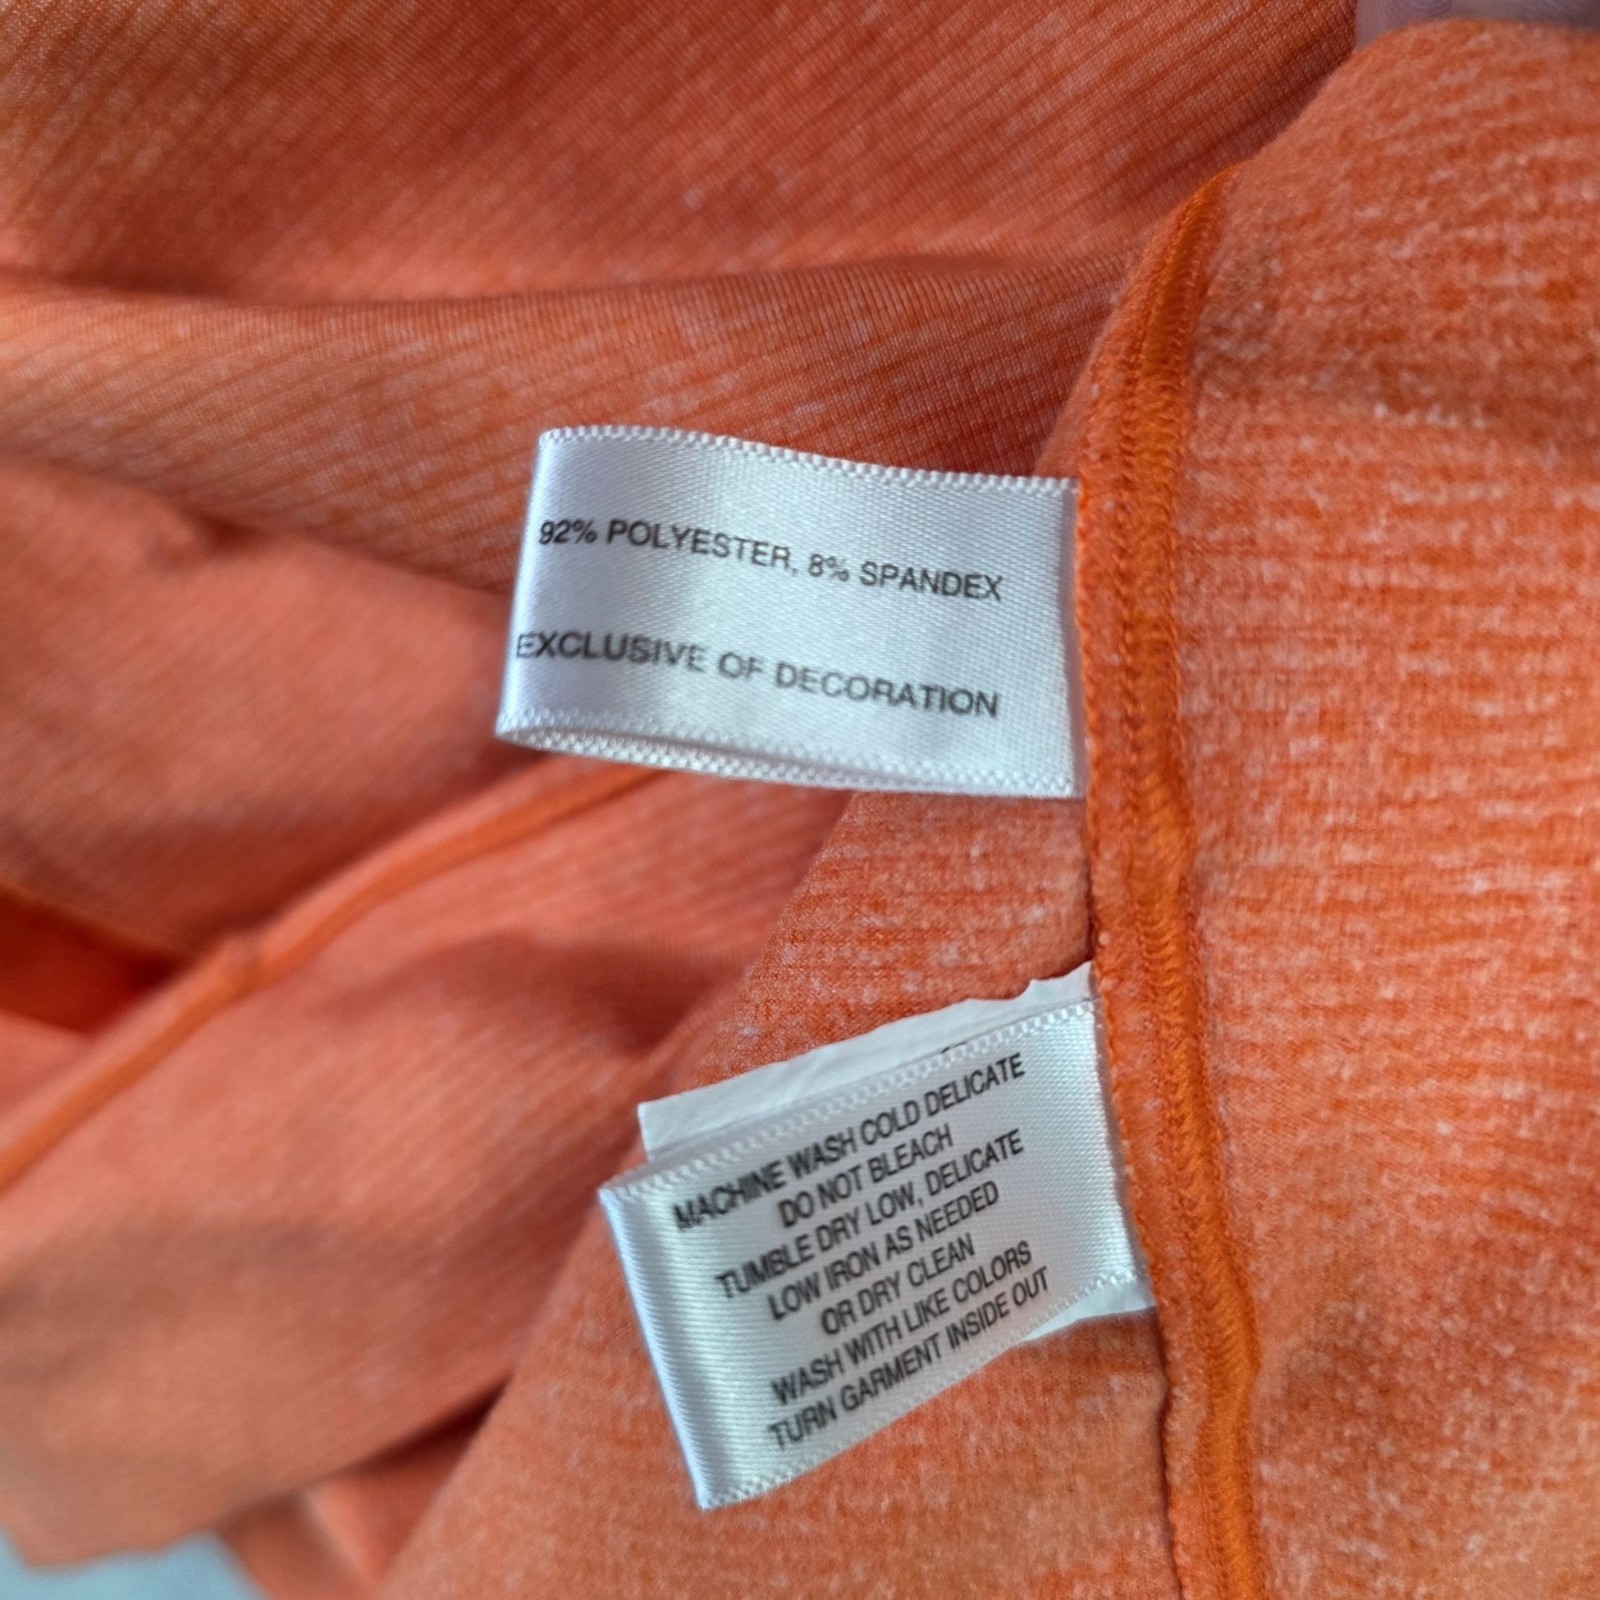 92% POLYESTER, 8% SPANDEX
EXCLUSIVE OF DECORATION
MACHINE WASH COLD DELICATE
DO NOT BLEACH
TUMBLE DRY LOW, DELICATE
LOW IRON AS NEEDED
OR DRY CLEAN
WASH WITH LIKE COLORS
TURN GARMENT INSIDE OUT